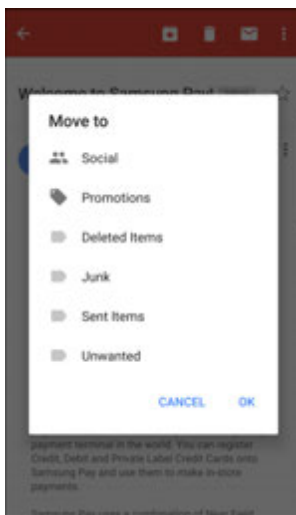 Welcome to Samsung Pay!
Move to
Social
Promotions
Deleted Items
Junk
Sent Items
Unwanted
CANCEL OK
payment terminal in the world. You can register
Credit, Debit and Private Label Credit Cards onto
Samsung Pay and use them to make in-store
payments.
Samsung Pay uses a combination of Near Field